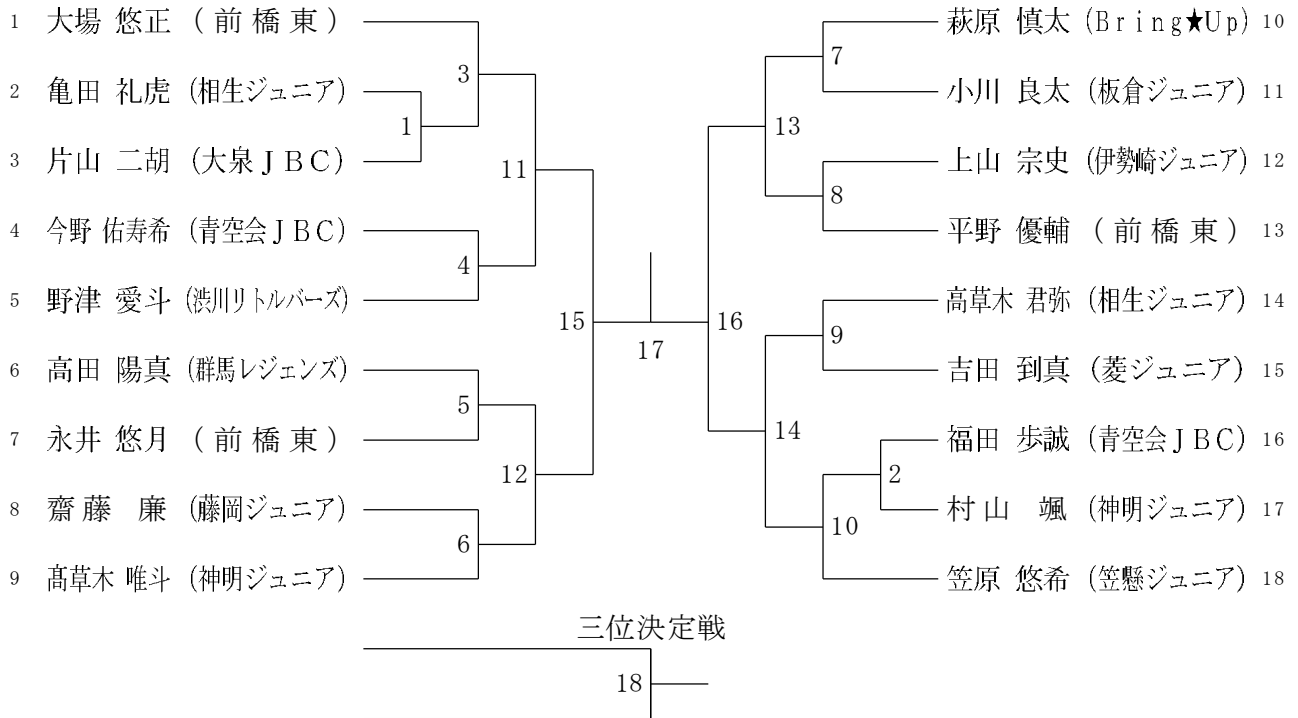 1 大場 悠正 (前橋東)
2 亀田 礼虎 (相生ジュニア)
3 片山 二胡 (大泉JBC)
4 今野 佑寿希 (青空会JBC)
5 野津 愛斗 (渋川リトルバーズ)
6 高田 陽真 (群馬レジェンズ)
7 永井 悠月 (前橋東)
8 齋藤 廉 (藤岡ジュニア)
9 髙草木 唯斗 (神明ジュニア)
3
1
11
4
15
5
12
6
17
16
7
13
8
9
14
2
10
萩原 慎太 (Bring★Up) 10
小川 良太 (板倉ジュニア) 11
上山 宗史 (伊勢崎ジュニア) 12
平野 優輔 (前橋東) 13
高草木 君弥 (相生ジュニア) 14
吉田 到真 (菱ジュニア) 15
福田 歩誠 (青空会JBC) 16
村山 颯 (神明ジュニア) 17
笠原 悠希 (笠懸ジュニア) 18
三位決定戦
18